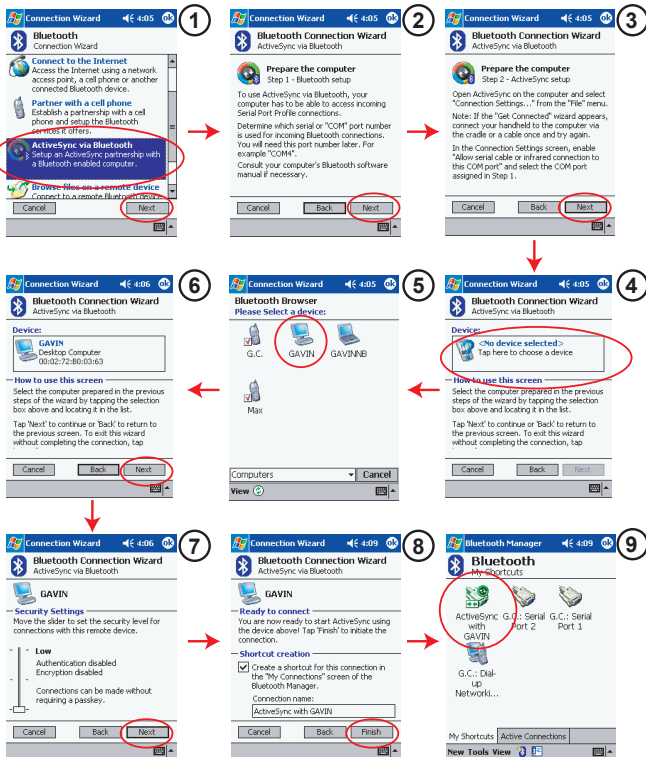 Connection Wizard 4:05 ok
1
Bluetooth
Connection Wizard
Connect to the Internet
Access the Internet using a network
access point, a cell phone or another
connected Bluetooth device.
Partner with a cell phone
Establish a partnership with a cell
phone and setup the Bluetooth
services it offers.
ActiveSync via Bluetooth
Setup an ActiveSync partnership with
a Bluetooth enabled computer.
Browse files on a remote device
Connect to a remote Bluetooth device
Cancel Next
Connection Wizard 4:05 ok
2
Bluetooth Connection Wizard
ActiveSync via Bluetooth
Prepare the computer
Step 1 - Bluetooth setup
To use ActiveSync via Bluetooth, your
computer has to be able to access incoming
Serial Port Profile connections.
Determine which serial or "COM" port number
is used for incoming Bluetooth connections.
You will need this port number later. For
example "COM4".
Consult your computer's Bluetooth software
manual if necessary.
Cancel Back Next
Connection Wizard 4:05 ok
3
Bluetooth Connection Wizard
ActiveSync via Bluetooth
Prepare the computer
Step 2 - ActiveSync setup
Open ActiveSync on the computer and select
"Connection Settings..." from the "File" menu.
Note: If the "Get Connected" wizard appears,
connect your handheld to the computer via
the cradle or a cable once and try again.
In the Connection Settings screen, enable
"Allow serial cable or infrared connection to
this COM port" and select the COM port
assigned in Step 1.
Cancel Back Next
Connection Wizard 4:05 ok
4
Bluetooth Connection Wizard
ActiveSync via Bluetooth
Device:
<No device selected>
Tap here to choose a device
How to use this screen
Select the computer prepared in the previous
steps of the wizard by tapping the selection
box above and locating it in the list.
Tap 'Next' to continue or 'Back' to return to
the previous screen. To exit this wizard
without completing the connection, tap
Cancel Back Next
Connection Wizard 4:05 ok
5
Bluetooth Browser
Please Select a device:
G.C. GAVIN GAVINNB
Max
Computers Cancel
View
Connection Wizard 4:06 ok
6
Bluetooth Connection Wizard
ActiveSync via Bluetooth
Device:
GAVIN
Desktop Computer
00:02:72:B0:03:63
How to use this screen
Select the computer prepared in the previous
steps of the wizard by tapping the selection
box above and locating it in the list.
Tap 'Next' to continue or 'Back' to return to
the previous screen. To exit this wizard
without completing the connection, tap
Cancel Back Next
Connection Wizard 4:06 ok
7
Bluetooth Connection Wizard
ActiveSync via Bluetooth
GAVIN
Security Settings
Move the slider to set the security level for
connections with this remote device.
Low
Authentication disabled
Encryption disabled
Connections can be made without
requiring a passkey.
Cancel Back Next
Connection Wizard 4:09 ok
8
Bluetooth Connection Wizard
ActiveSync via Bluetooth
GAVIN
Ready to connect
You are now ready to start ActiveSync using
the device above! Tap 'Finish' to initiate the
connection.
Shortcut creation
Create a shortcut for this connection in
the "My Connections" screen of the
Bluetooth Manager.
Connection name:
ActiveSync with GAVIN
Cancel Back Finish
Bluetooth Manager 4:09 ok
9
Bluetooth
My Shortcuts
ActiveSync G.C.: Serial G.C.: Serial
with Port 2 Port 1
GAVIN
G.C.: Dial-
up
Networki...
My Shortcuts Active Connections
New Tools View